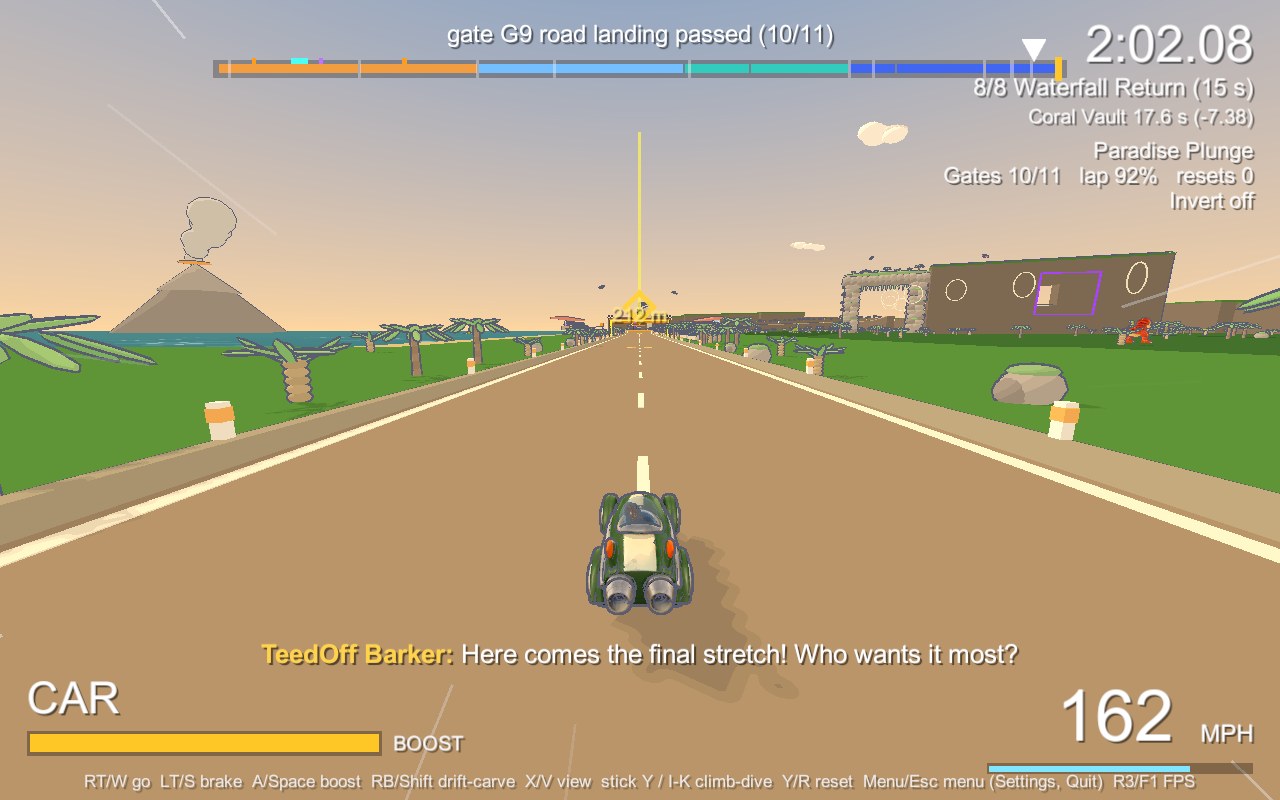 gate G9 road landing passed (10/11)
2:02.08
8/8 Waterfall Return (15 s)
Coral Vault 17.6 s (-7.38)
Paradise Plunge
Gates 10/11 lap 92% resets 0
Invert off
242 m
TeedOff Barker: Here comes the final stretch! Who wants it most?
CAR
BOOST
162 MPH
RT/W go LT/S brake A/Space boost RB/Shift drift-carve X/V view stick Y / I-K climb-dive Y/R reset Menu/Esc menu (Settings, Quit) R3/F1 FPS